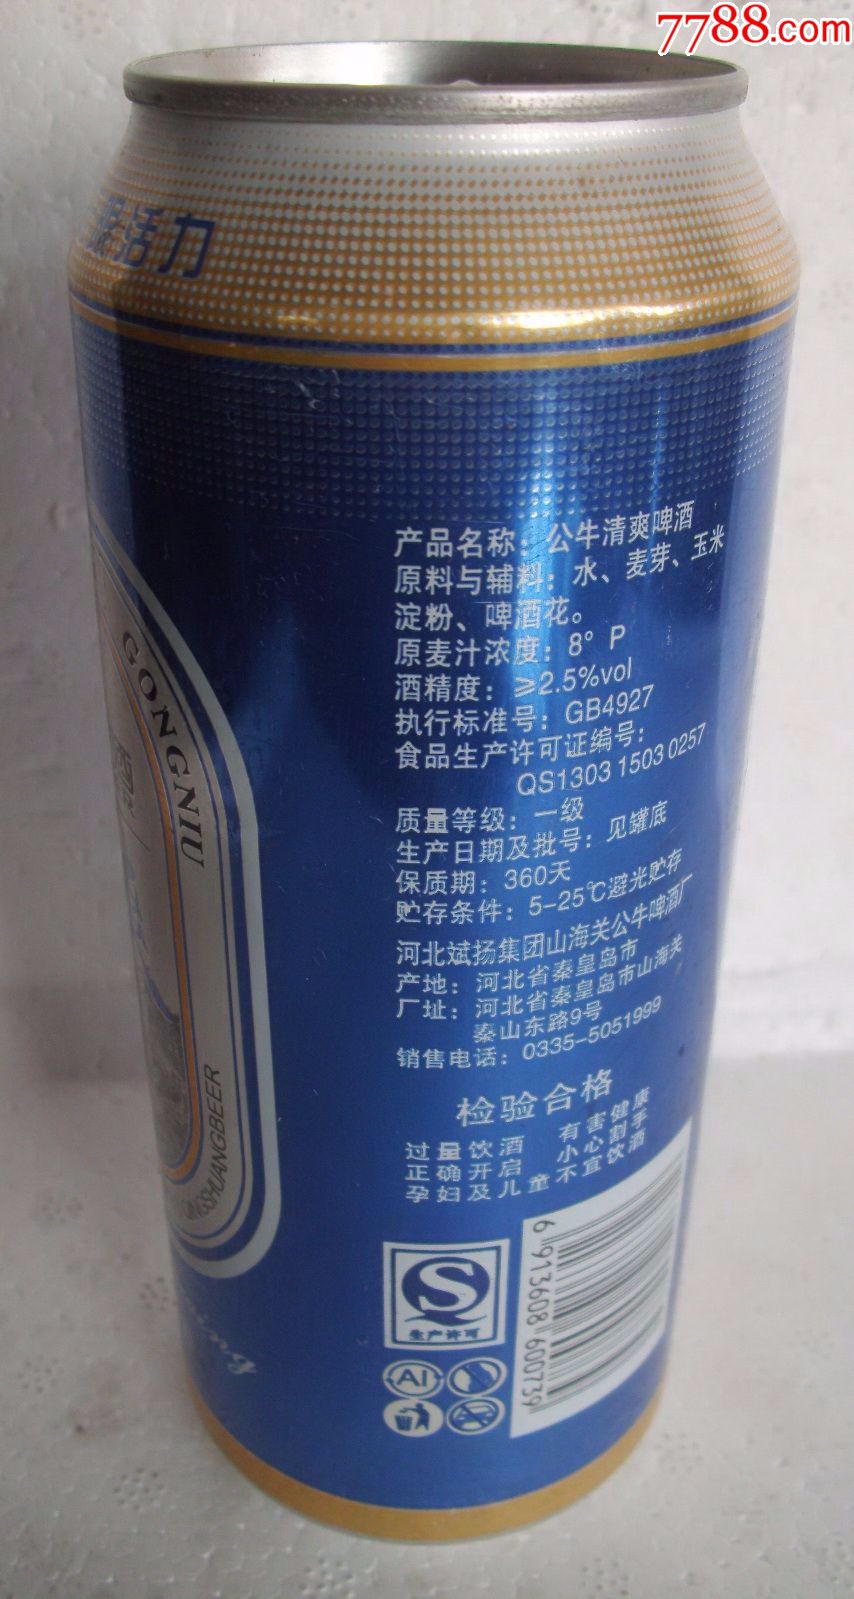 7788.com
活力
产品名称：公牛清爽啤酒
原料与辅料：水、麦芽、玉米
淀粉、啤酒花。
原麦汁浓度：8°P
酒精度：≥2.5%vol
执行标准号：GB4927
食品生产许可证编号：
QS1303 1503 0257
质量等级：一级
生产日期及批号：见罐底
保质期：360天
贮存条件：5-25℃避光贮存
河北斌扬集团山海关公牛啤酒厂
产地：河北省秦皇岛市
厂址：河北省秦皇岛市山海关
秦山东路9号
销售电话：0335-5051999
检验合格
过量饮酒 有害健康
正确开启 小心割手
孕妇及儿童不宜饮酒
GONGNIU
酒
QINGSHUANGBEER
生产许可
Al
6 913608 600739